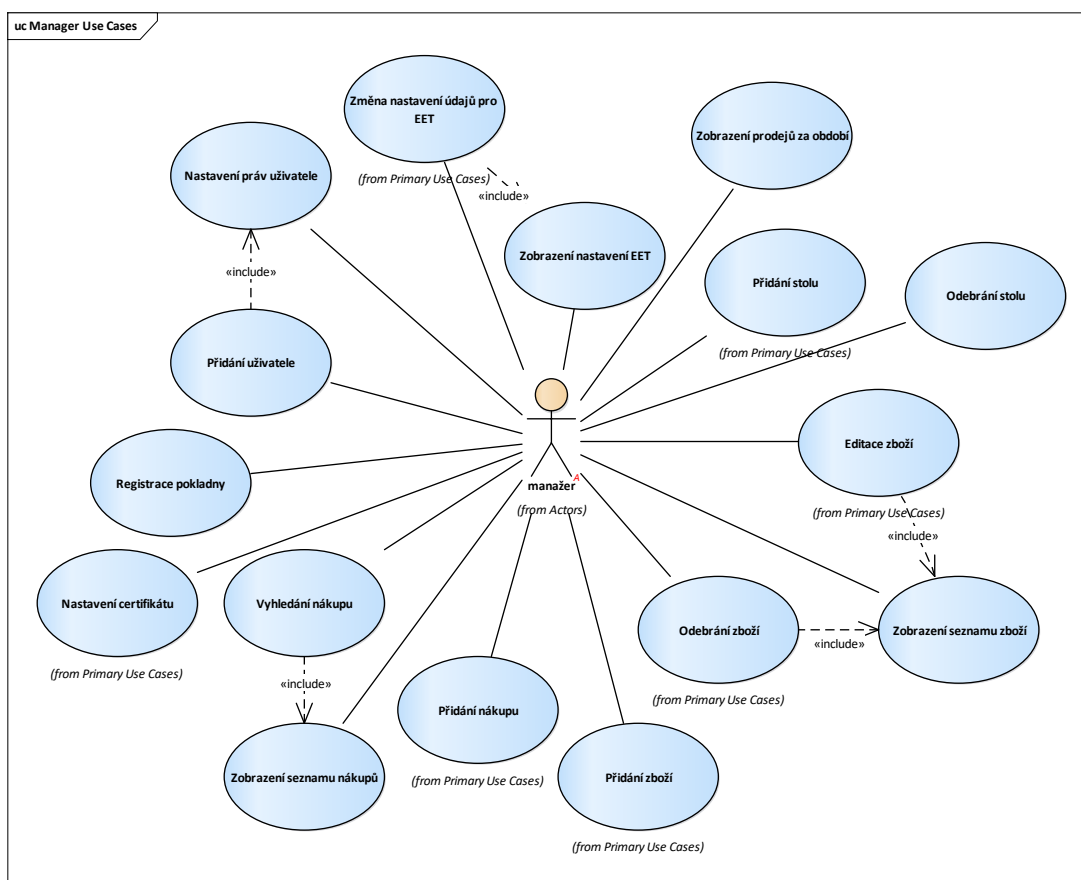 uc Manager Use Cases
Změna nastavení údajů pro
EET
(from Primary Use Cases)
Zobrazení prodejů za období
Nastavení práv uživatele
«include»
Zobrazení nastavení EET
Přidání stolu
(from Primary Use Cases)
Odebrání stolu
«include»
Přidání uživatele
Editace zboží
(from Primary Use Cases)
Registrace pokladny
manažer
A
(from Actors)
«include»
Nastavení certifikátu
(from Primary Use Cases)
Vyhledání nákupu
Odebrání zboží
(from Primary Use Cases)
«include»
Zobrazení seznamu zboží
«include»
Přidání nákupu
(from Primary Use Cases)
Zobrazení seznamu nákupů
Přidání zboží
(from Primary Use Cases)